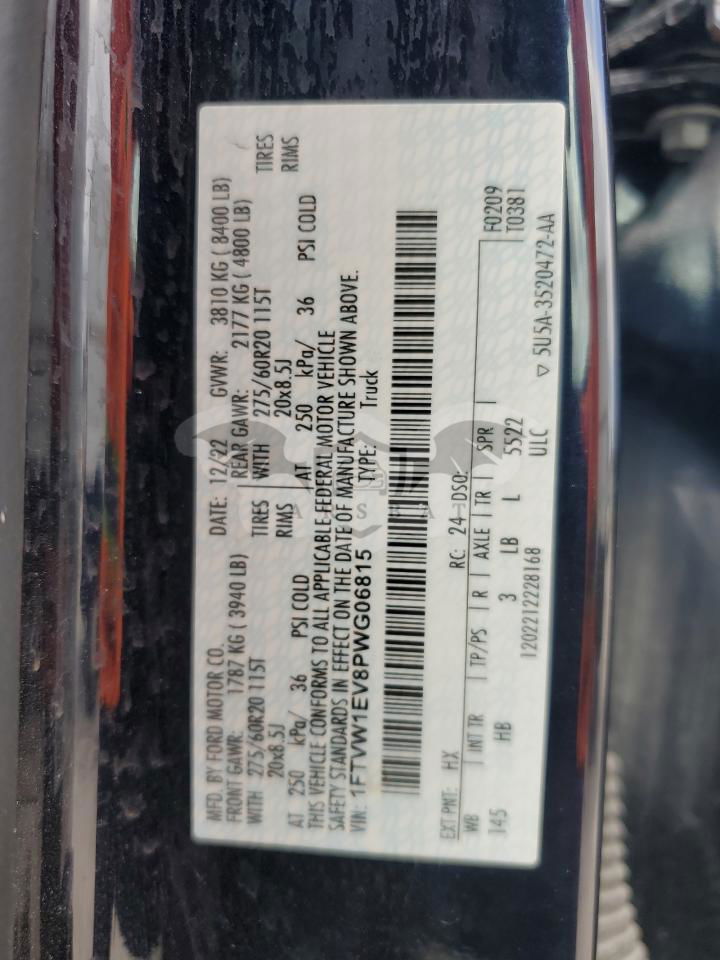 MFD. BY FORD MOTOR CO. DATE: 12/22 GVWR: 3810 KG ( 8400 LB)
FRONT GAWR: 1787 KG ( 3940 LB) REAR GAWR: 2177 KG ( 4800 LB)
WITH 275/60R20 115T TIRES WITH 275/60R20 115T TIRES
20x8.5J RIMS 20x8.5J RIMS
AT 250 kPa/ 36 PSI COLD AT 250 kPa/ 36 PSI COLD
THIS VEHICLE CONFORMS TO ALL APPLICABLE FEDERAL MOTOR VEHICLE
SAFETY STANDARDS IN EFFECT ON THE DATE OF MANUFACTURE SHOWN ABOVE.
VIN: 1FTVW1EV8PWG06815 TYPE: Truck
EXT PNT: HX RC: 24 DSO:
WB INT TR TP/PS R AXLE TR SPR F0209
145 HB 3 LB L 5522 T0381
1202212228168 ULC
▽ 5U5A-3520472-AA